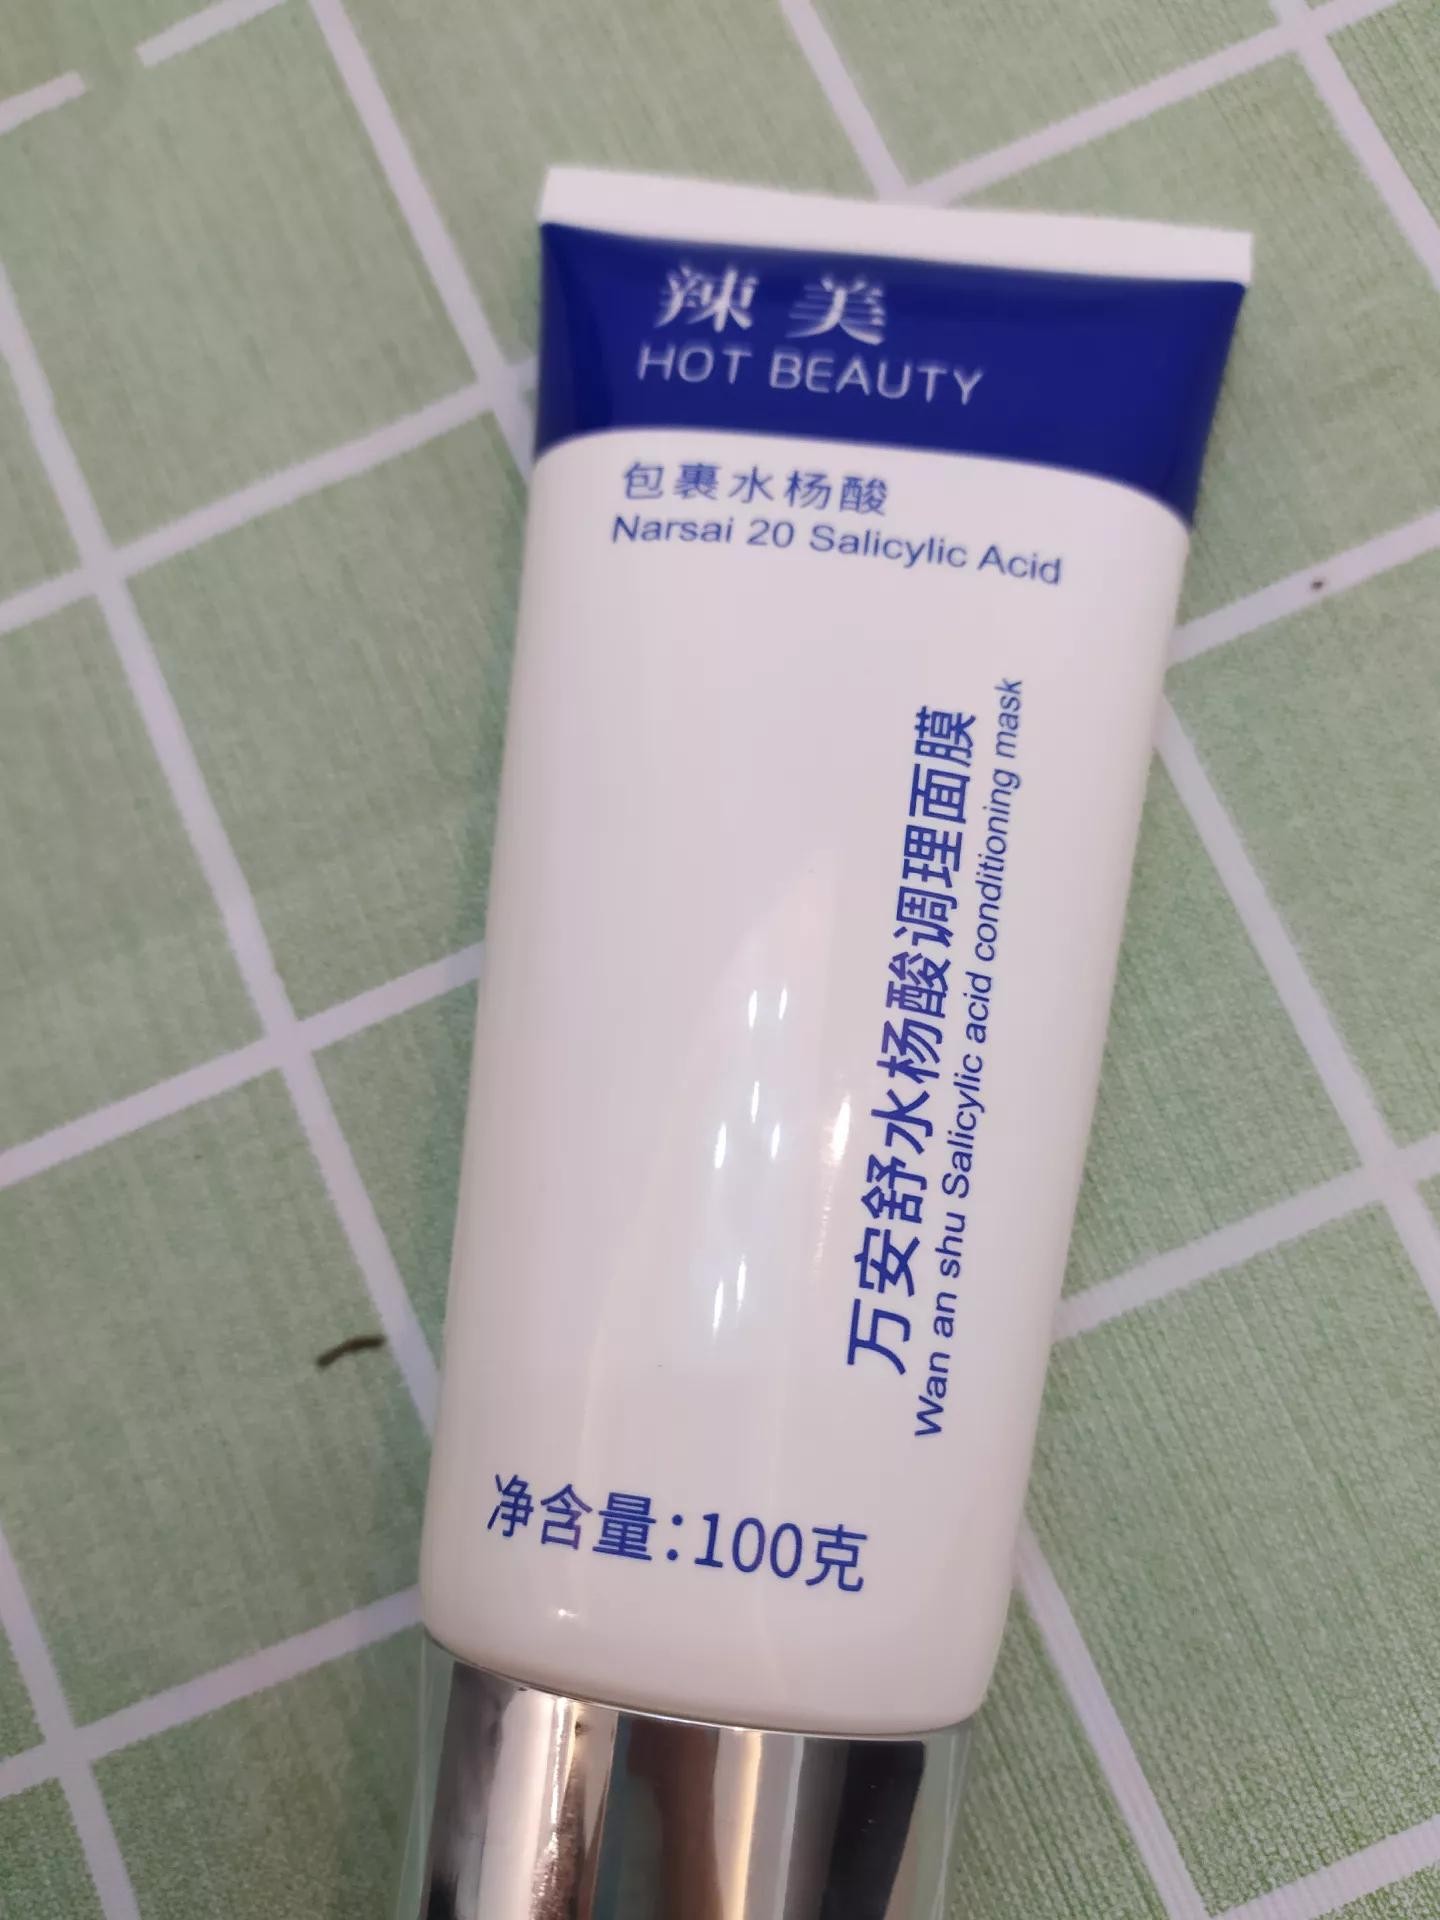 辣美
HOT BEAUTY
包裹水杨酸
Narsai 20 Salicylic Acid
万安舒水杨酸调理面膜
Wan an shu Salicylic acid conditioning mask
净含量:100克